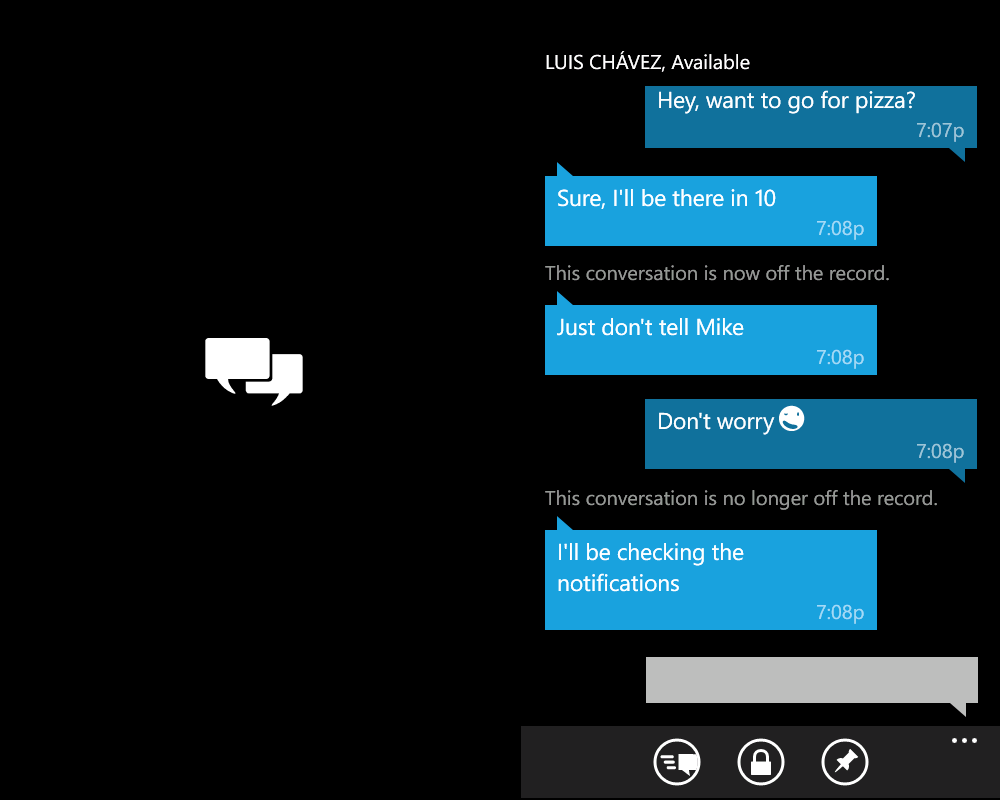 LUIS CHÁVEZ, Available
Hey, want to go for pizza?
7:07p
Sure, I'll be there in 10
7:08p
This conversation is now off the record.
Just don't tell Mike
7:08p
Don't worry
7:08p
This conversation is no longer off the record.
I'll be checking the
notifications
7:08p